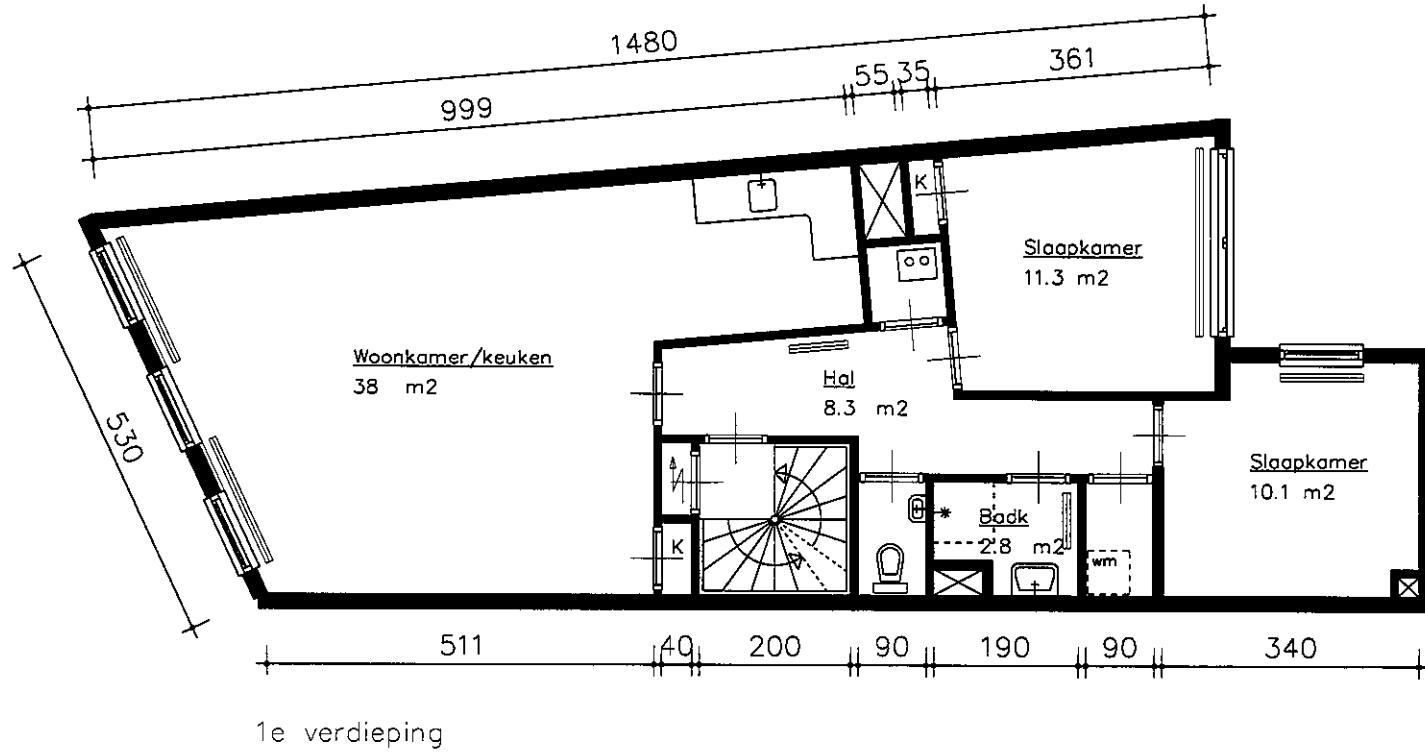 1480
999
55
35
361
530
K
Slaapkamer
11.3 m2
Woonkamer/keuken
38 m2
Hal
8.3 m2
Slaapkamer
10.1 m2
K
Badk
2.8 m2
wm
511
40
200
90
190
90
340
1e verdieping